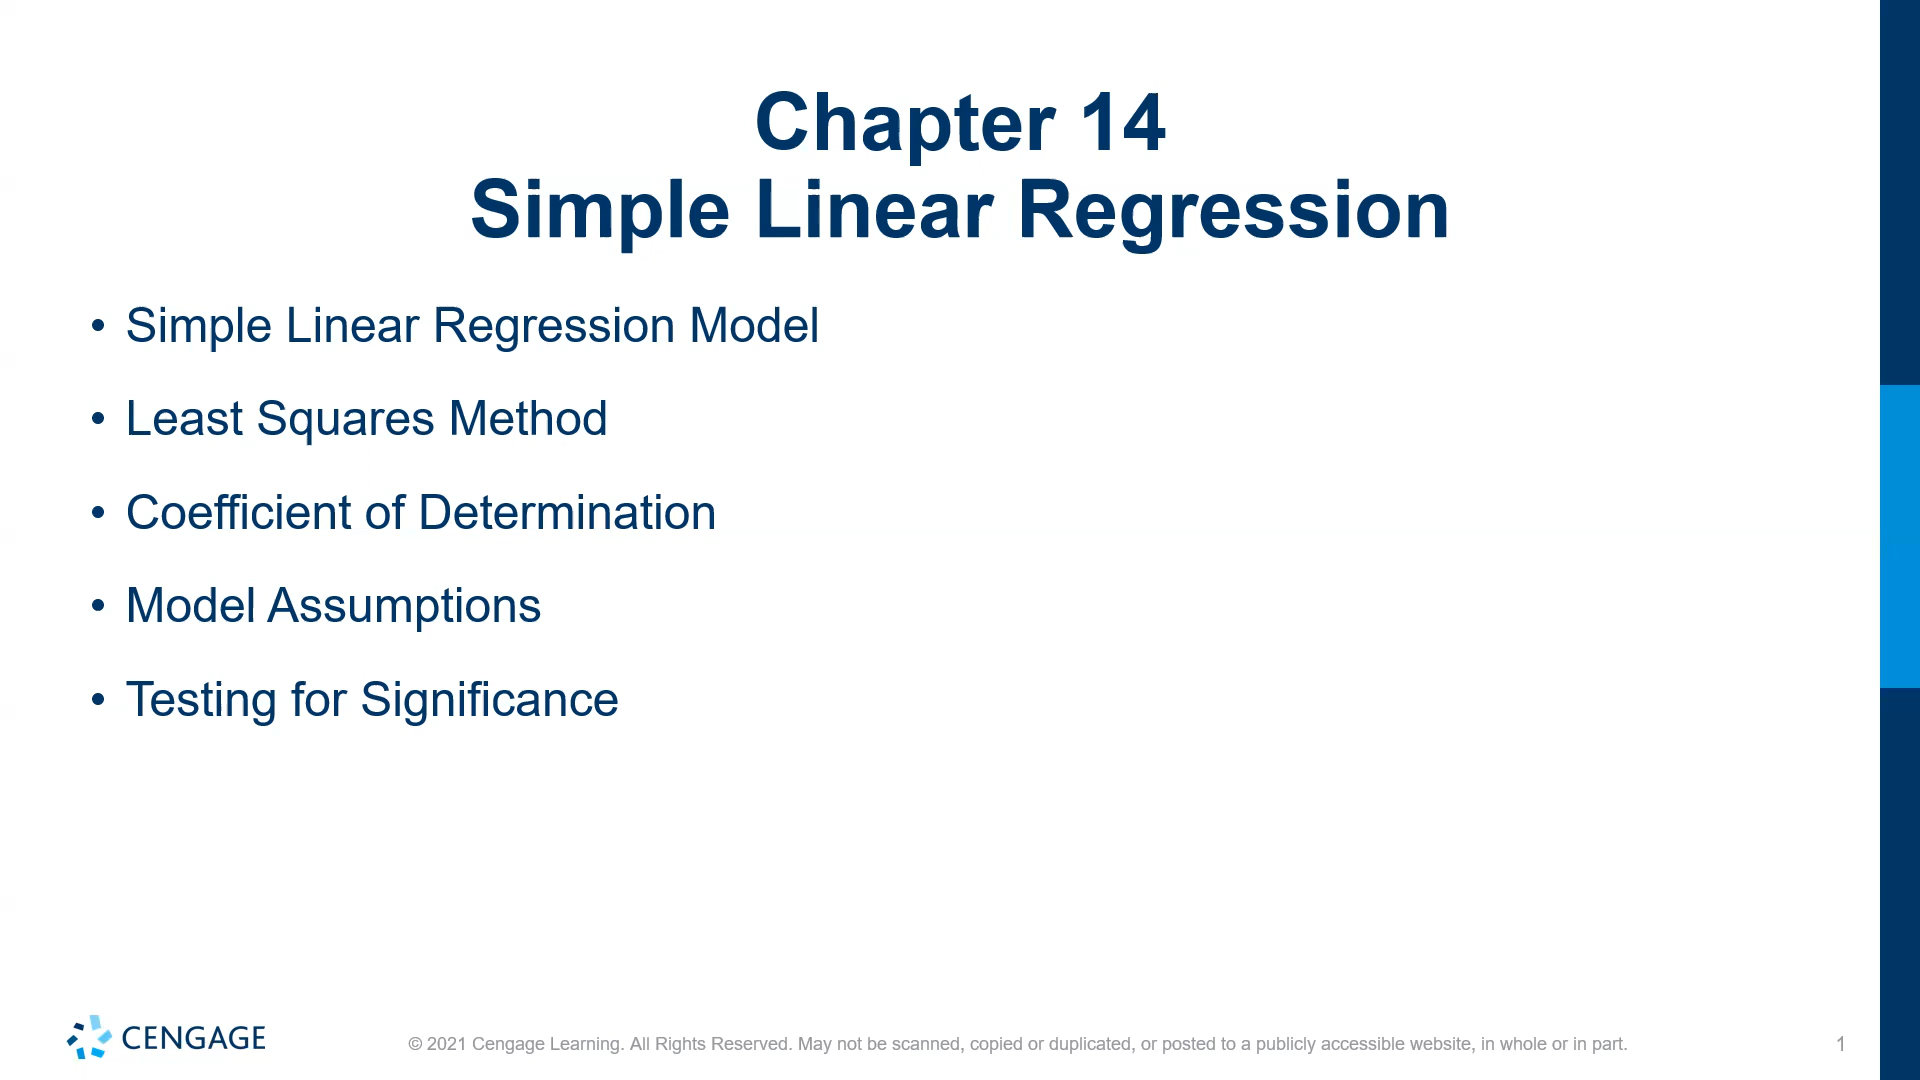 Chapter 14
Simple Linear Regression
• Simple Linear Regression Model
• Least Squares Method
• Coefficient of Determination
• Model Assumptions
• Testing for Significance
CENGAGE
© 2021 Cengage Learning. All Rights Reserved. May not be scanned, copied or duplicated, or posted to a publicly accessible website, in whole or in part.
1